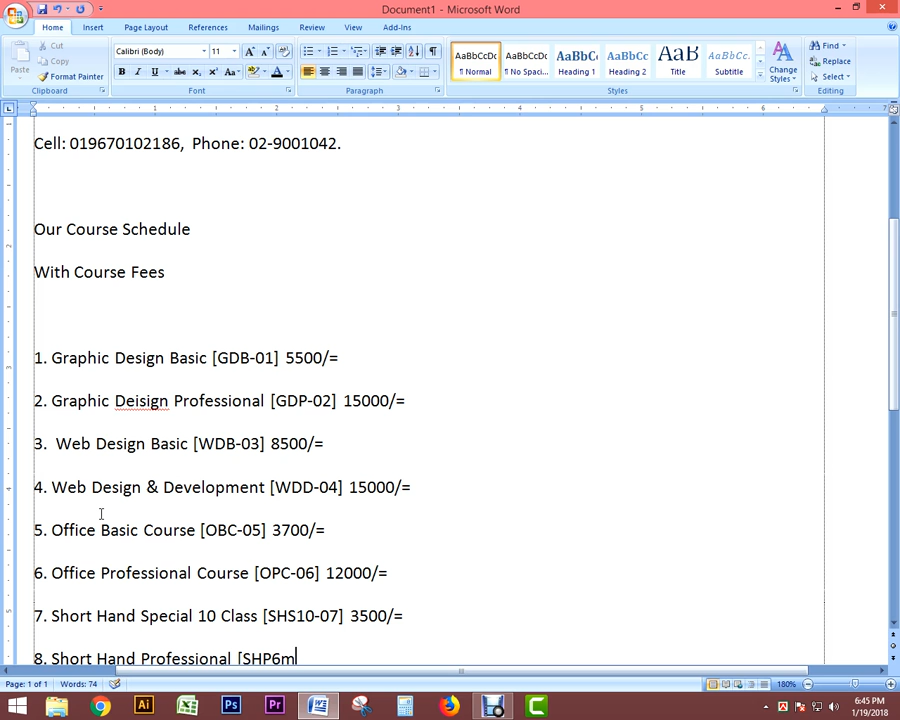 Document1 - Microsoft Word
Home Insert Page Layout References Mailings Review View Add-Ins
Paste
Cut
Copy
Format Painter
Clipboard
Calibri (Body) 11
Font
Paragraph
AaBbCcDc AaBbCcDc AaBbCc AaBbCc AaB AaBbCc.
¶ Normal ¶ No Spaci... Heading 1 Heading 2 Title Subtitle
Change Styles
Styles
Find
Replace
Select
Editing
Cell: 019670102186, Phone: 02-9001042.
Our Course Schedule
With Course Fees
1. Graphic Design Basic [GDB-01] 5500/=
2. Graphic Deisign Professional [GDP-02] 15000/=
3. Web Design Basic [WDB-03] 8500/=
4. Web Design & Development [WDD-04] 15000/=
5. Office Basic Course [OBC-05] 3700/=
6. Office Professional Course [OPC-06] 12000/=
7. Short Hand Special 10 Class [SHS10-07] 3500/=
8. Short Hand Professional [SHP6m
Page: 1 of 1 Words: 74 180%
Ai Ps Pr
6:45 PM
1/19/2018